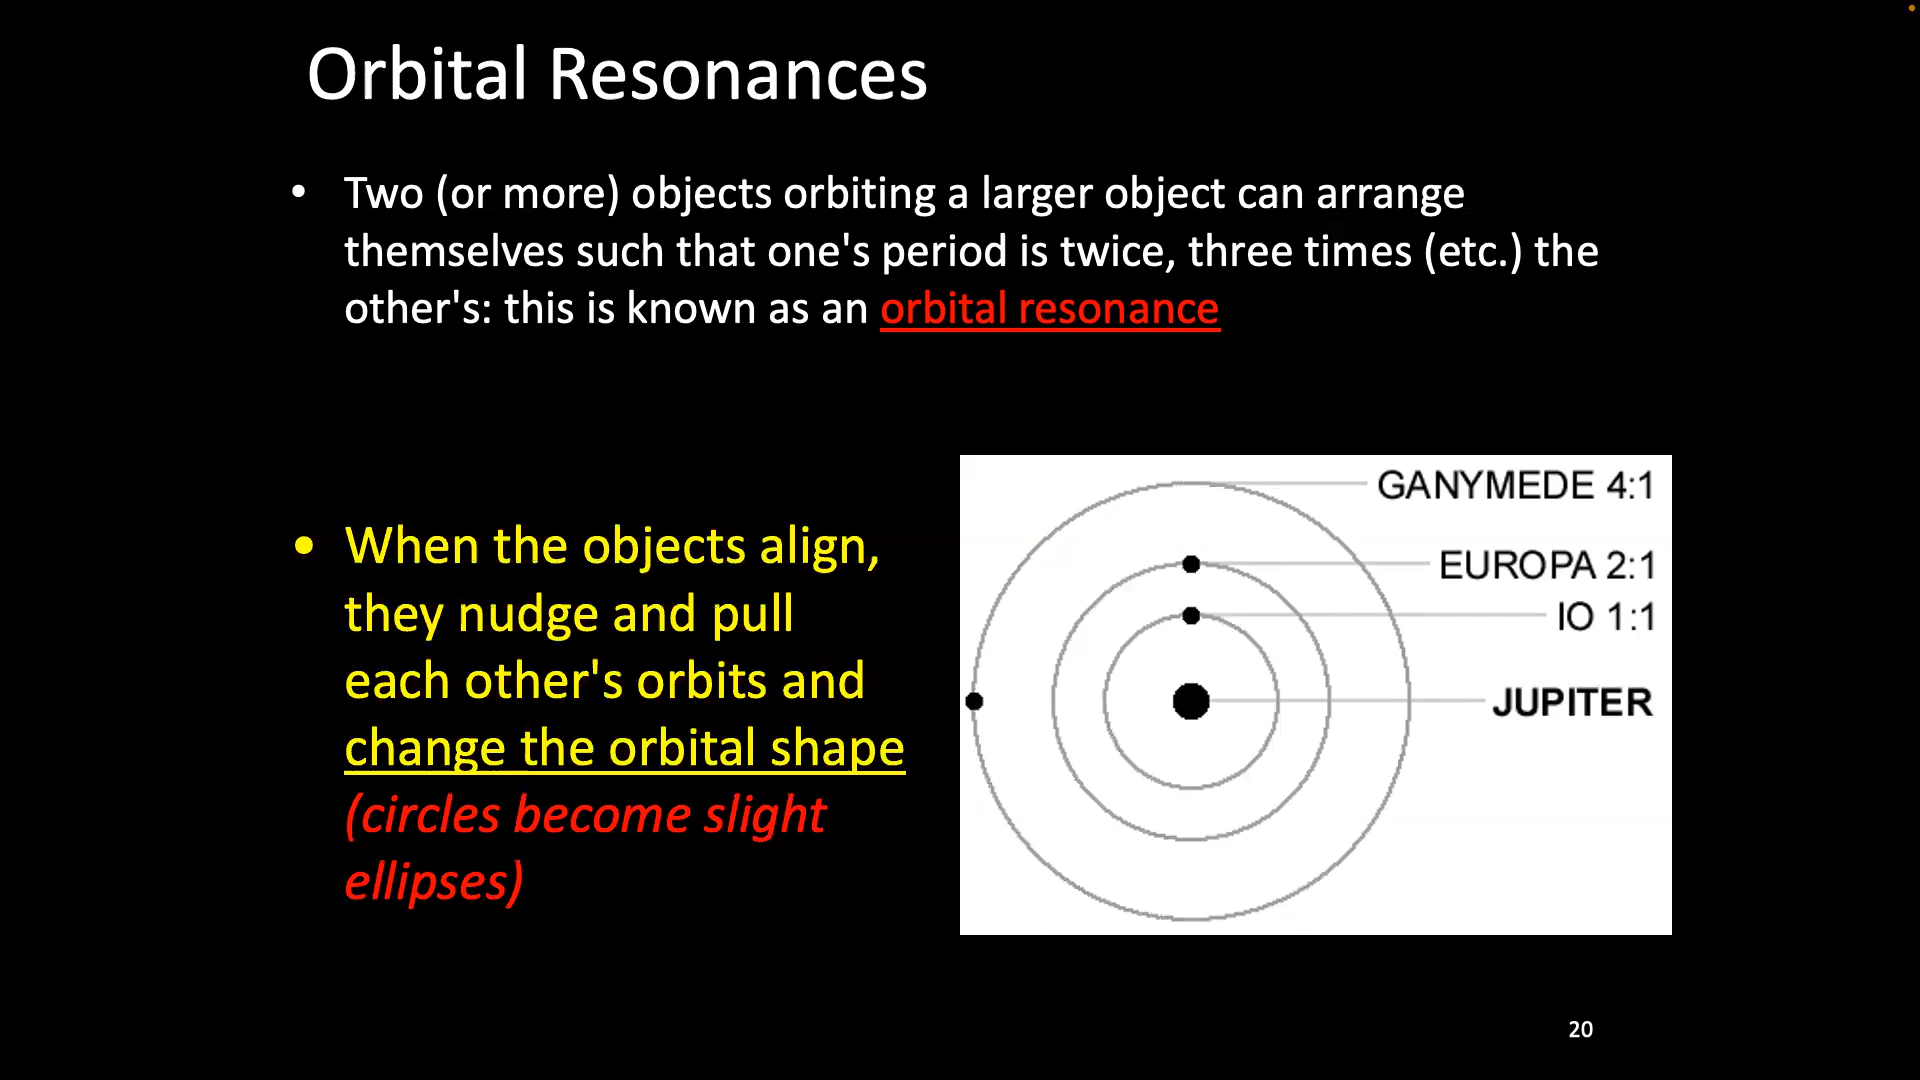 Orbital Resonances
• Two (or more) objects orbiting a larger object can arrange
themselves such that one's period is twice, three times (etc.) the
other's: this is known as an orbital resonance
• When the objects align,
they nudge and pull
each other's orbits and
change the orbital shape
(circles become slight
ellipses)
GANYMEDE 4:1
EUROPA 2:1
IO 1:1
JUPITER
20